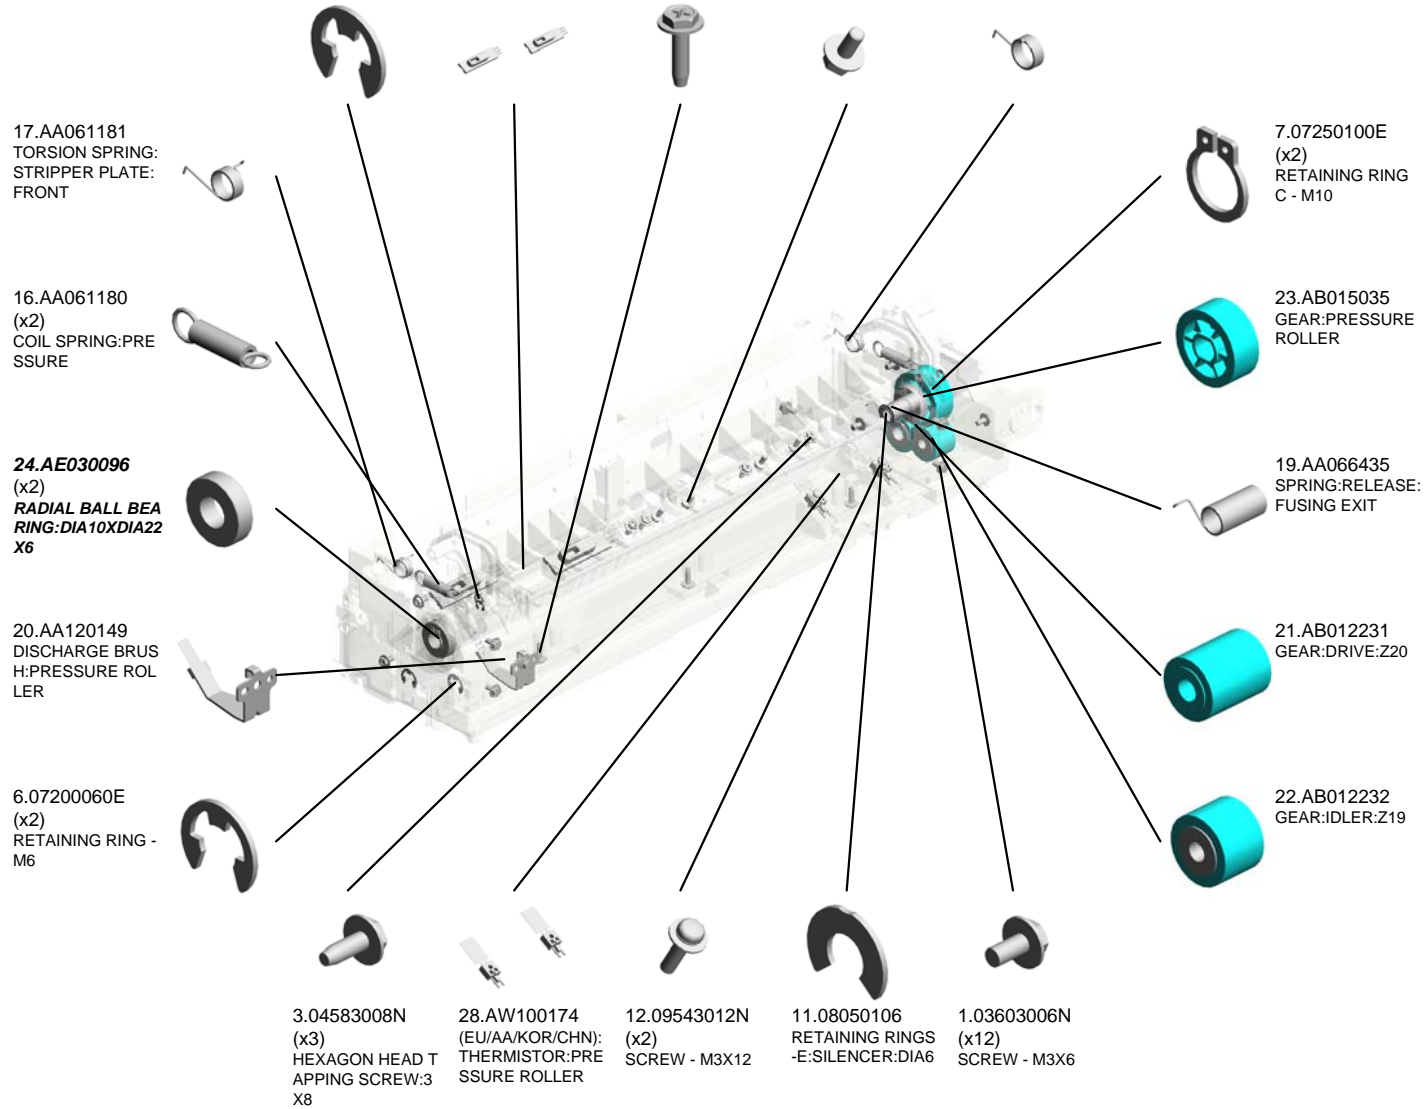 17.AA061181
TORSION SPRING:
STRIPPER PLATE:
FRONT
7.07250100E
(x2)
RETAINING RING
C - M10
16.AA061180
(x2)
COIL SPRING:PRE
SSURE
23.AB015035
GEAR:PRESSURE
ROLLER
24.AE030096
(x2)
RADIAL BALL BEA
RING:DIA10XDIA22
X6
19.AA066435
SPRING:RELEASE:
FUSING EXIT
20.AA120149
DISCHARGE BRUS
H:PRESSURE ROL
LER
21.AB012231
GEAR:DRIVE:Z20
6.07200060E
(x2)
RETAINING RING -
M6
22.AB012232
GEAR:IDLER:Z19
3.04583008N
(x3)
HEXAGON HEAD T
APPING SCREW:3
X8
28.AW100174
(EU/AA/KOR/CHN):
THERMISTOR:PRE
SSURE ROLLER
12.09543012N
(x2)
SCREW - M3X12
11.08050106
RETAINING RINGS
-E:SILENCER:DIA6
1.03603006N
(x12)
SCREW - M3X6